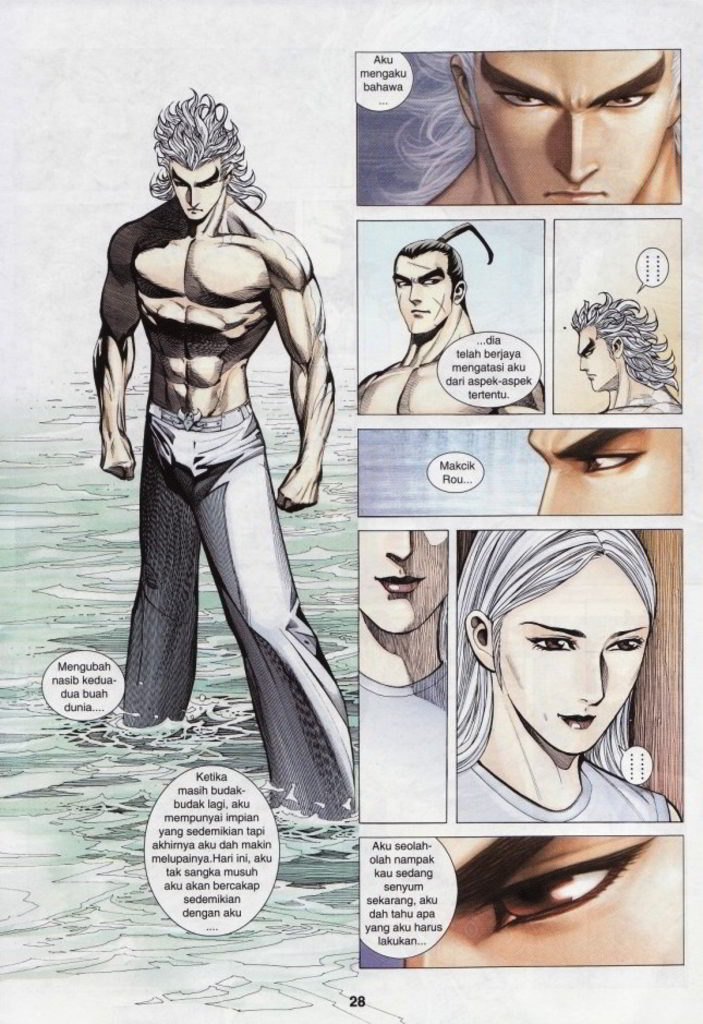 Mengubah
nasib kedua-
dua buah
dunia....
Ketika
masih budak-
budak lagi, aku
mempunyai impian
yang sedemikian tapi
akhirnya aku dah makin
melupainya.Hari ini, aku
tak sangka musuh
aku akan bercakap
sedemikian
dengan aku
....
Aku
mengaku
bahawa
...
...dia
telah berjaya
mengatasi aku
dari aspek-aspek
tertentu.
Makcik
Rou...
Aku seolah-
olah nampak
kau sedang
senyum
sekarang, aku
dah tahu apa
yang aku harus
lakukan...
28